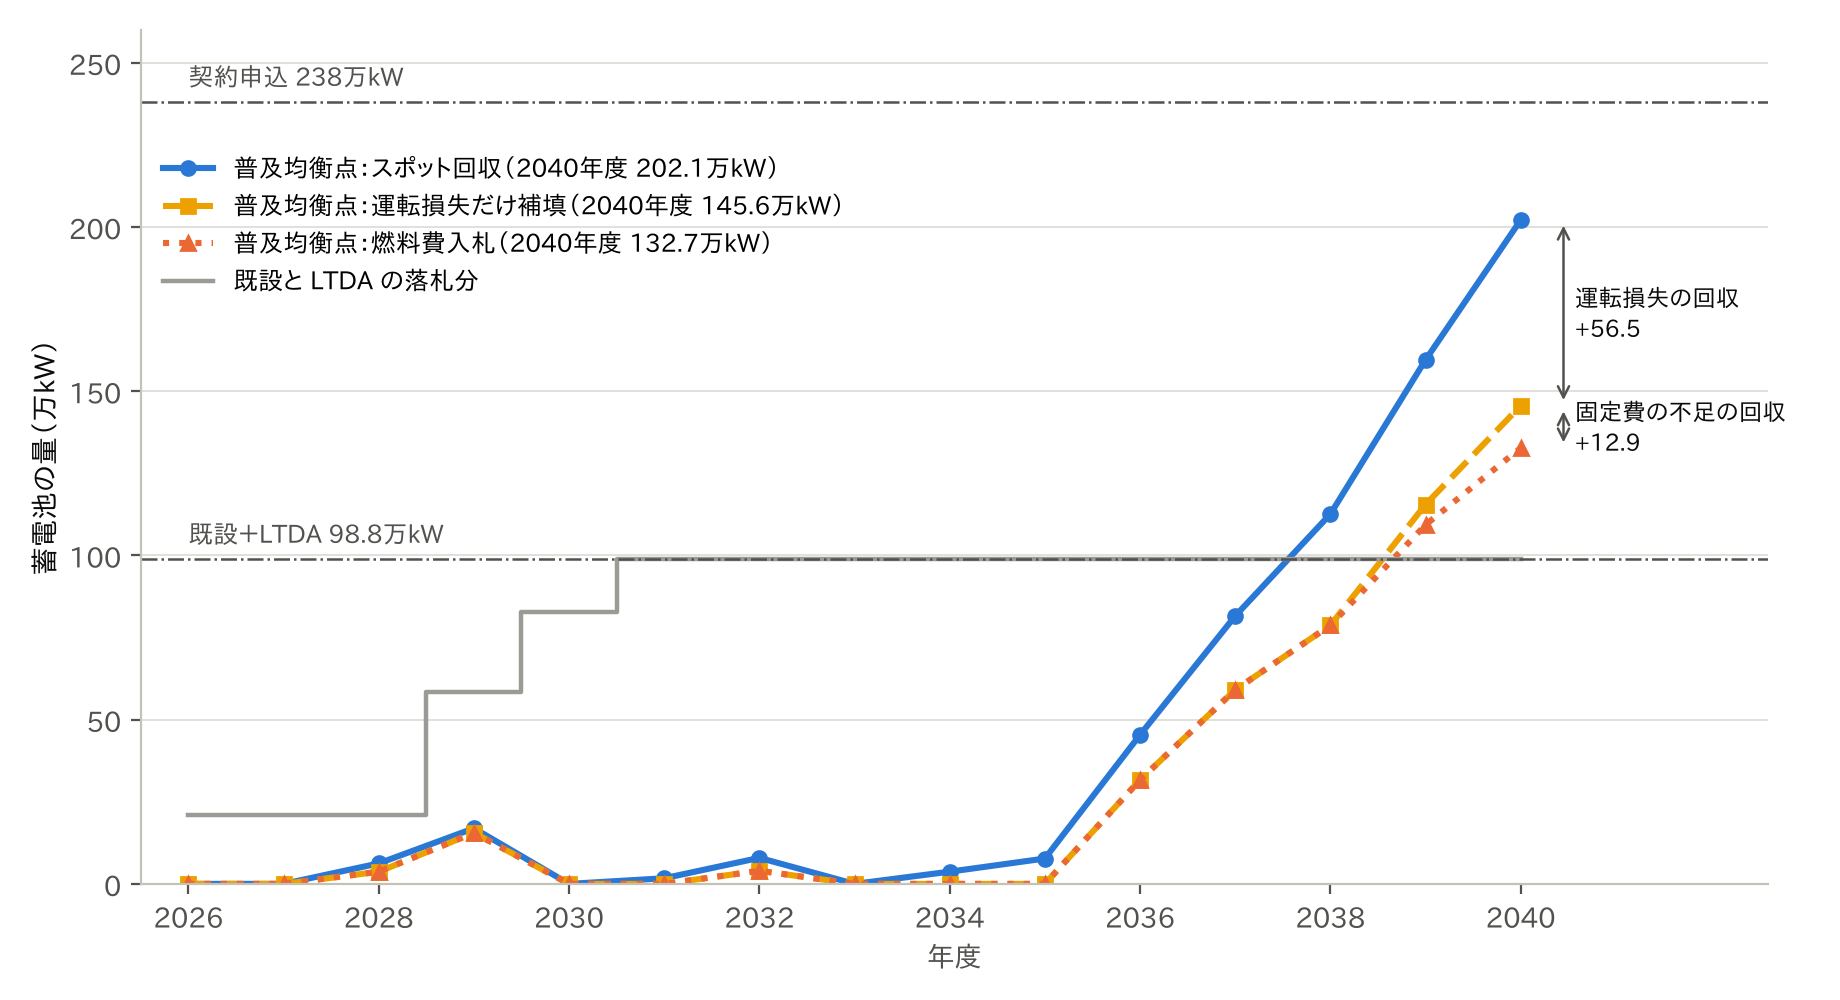 250
契約申込 238万kW
普及均衡点：スポット回収（2040年度 202.1万kW）
普及均衡点：運転損失だけ補填（2040年度 145.6万kW）
普及均衡点：燃料費入札（2040年度 132.7万kW）
既設と LTDA の落札分
200
運転損失の回収
+56.5
150
固定費の不足の回収
+12.9
蓄電池の量（万kW）
既設＋LTDA 98.8万kW
100
50
0
2026 2028 2030 2032 2034 2036 2038 2040
年度